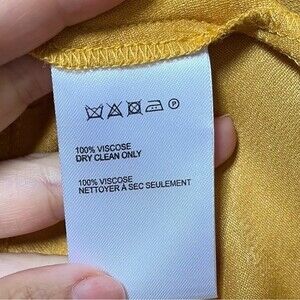 P
100% VISCOSE
DRY CLEAN ONLY
100% VISCOSE
NETTOYER À SEC SEULEMENT